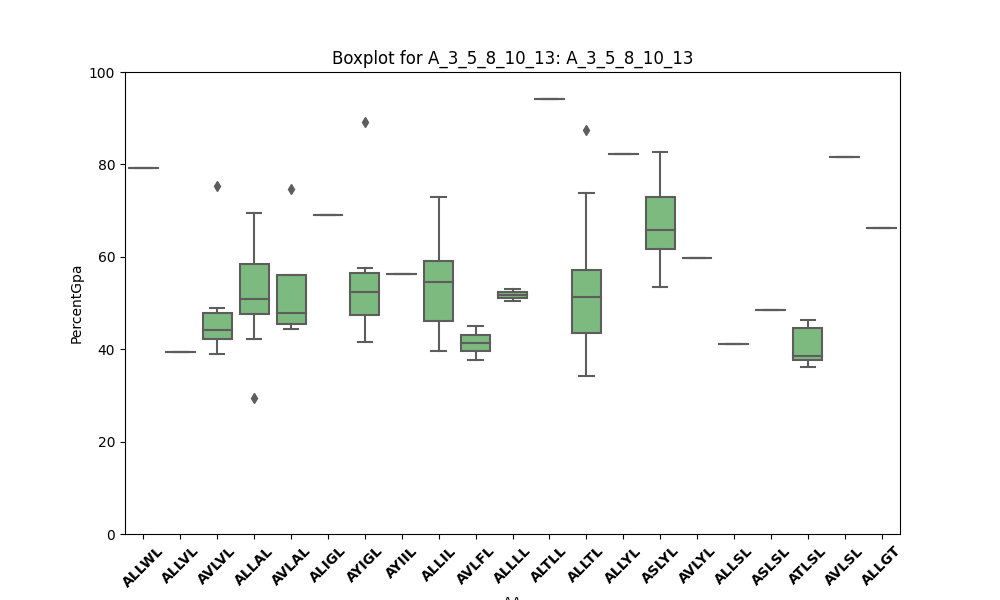 Boxplot for A_3_5_8_10_13: A_3_5_8_10_13
100
80
60
40
20
0
PercentGpa
ALLWL ALLVL AVLVL ALLAL AVLAL ALIGL AYIGL AYIIL ALLIL AVLFL ALLLL ALTLL ALLTL ALLYL ASLYL AVLYL ALLSL ASLSL ATLSL AVLSL ALLGT
AA